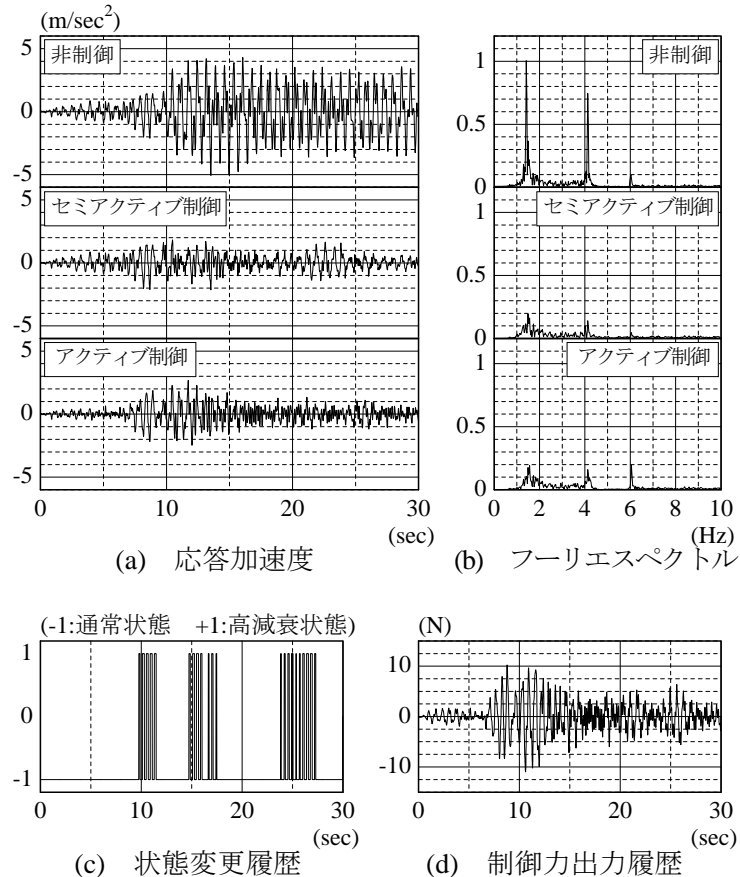 (m/sec²)
5
非制御
0
-5
5
セミアクティブ制御
0
-5
5
アクティブ制御
0
-5
0 10 20 30
(sec)
(a) 応答加速度
1
非制御
0.5
0
1
セミアクティブ制御
0.5
0
1
アクティブ制御
0.5
0
0 2 4 6 8 10
(Hz)
(b) フーリエスペクトル
(-1:通常状態 +1:高減衰状態)
1
0
-1
0 10 20 30
(sec)
(c) 状態変更履歴
(N)
10
0
-10
0 10 20 30
(sec)
(d) 制御力出力履歴